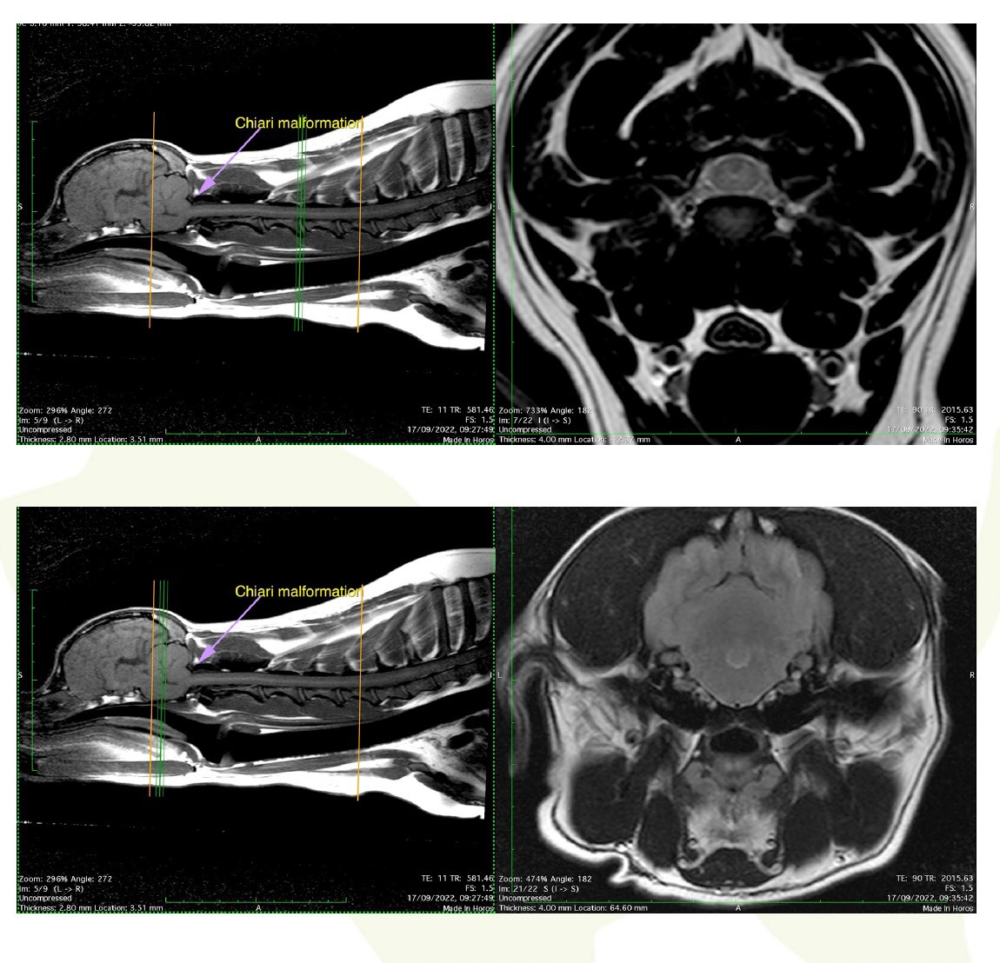 Chiari malformation
S
I
Zoom: 296% Angle: 272
Im: 5/9 (L -> R)
Uncompressed
Thickness: 2.80 mm Location: 3.51 mm
A
TE: 11 TR: 581.46
FS: 1.5
17/09/2022, 09:27:49
Made In Horos
L
R
Zoom: 733% Angle: 182
Im: 7/22 I (I -> S)
Uncompressed
Thickness: 4.00 mm Location: -12.37 mm
A
TE: 90 TR: 2015.63
FS: 1.5
17/09/2022, 09:35:42
Made In Horos
Chiari malformation
S
I
Zoom: 296% Angle: 272
Im: 5/9 (L -> R)
Uncompressed
Thickness: 2.80 mm Location: 3.51 mm
A
TE: 11 TR: 581.46
FS: 1.5
17/09/2022, 09:27:49
Made In Horos
L
R
Zoom: 474% Angle: 182
Im: 21/22 S (I -> S)
Uncompressed
Thickness: 4.00 mm Location: 64.60 mm
A
TE: 90 TR: 2015.63
FS: 1.5
17/09/2022, 09:35:42
Made In Horos